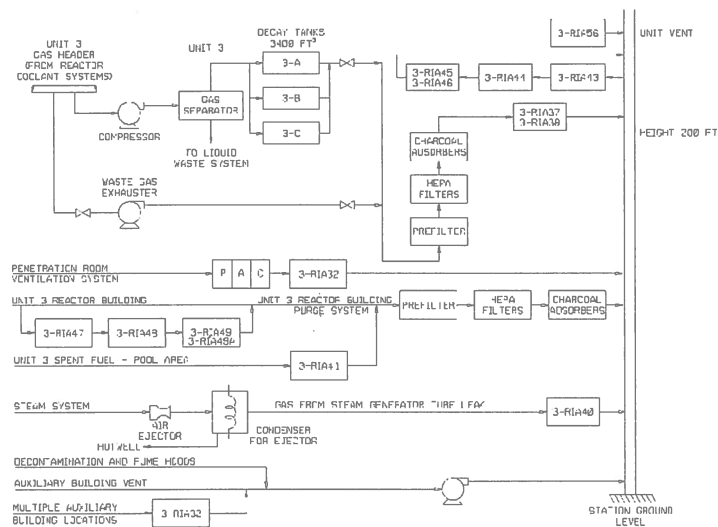 UNIT 3
GAS HEADER
(FROM REACTOR
COOLANT SYSTEMS)
UNIT 3
DECAY TANKS
3400 FT³
3-A
3-B
3-C
GAS
SEPARATOR
COMPRESSOR
TO LIQUID
WASTE SYSTEM
WASTE GAS
EXHAUSTER
3-RIA56
UNIT VENT
3-RIA45
3-RIA46
3-RIA44
3-RIA43
3-RIA37
3-RIA38
HEIGHT 200 FT
CHARCOAL
ADSORBERS
HEPA
FILTERS
PREFILTER
PENETRATION ROOM
VENTILATION SYSTEM
P A C
3-RIA32
UNIT 3 REACTOR BUILDING
UNIT 3 REACTOR BUILDING
PURGE SYSTEM
PREFILTER
HEPA
FILTERS
CHARCOAL
ADSORBERS
3-RIA47
3-RIA48
3-RIA49
3-RIA49A
UNIT 3 SPENT FUEL - POOL AREA
3-RIA41
STEAM SYSTEM
AIR
EJECTOR
HOTWELL
CONDENSER
FOR EJECTOR
GAS FROM STEAM GENERATOR TUBE LEAK
3-RIA40
DECONTAMINATION AND FUME HOODS
AUXILIARY BUILDING VENT
MULTIPLE AUXILIARY
BUILDING LOCATIONS
3 RIA32
STATION GROUND
LEVEL